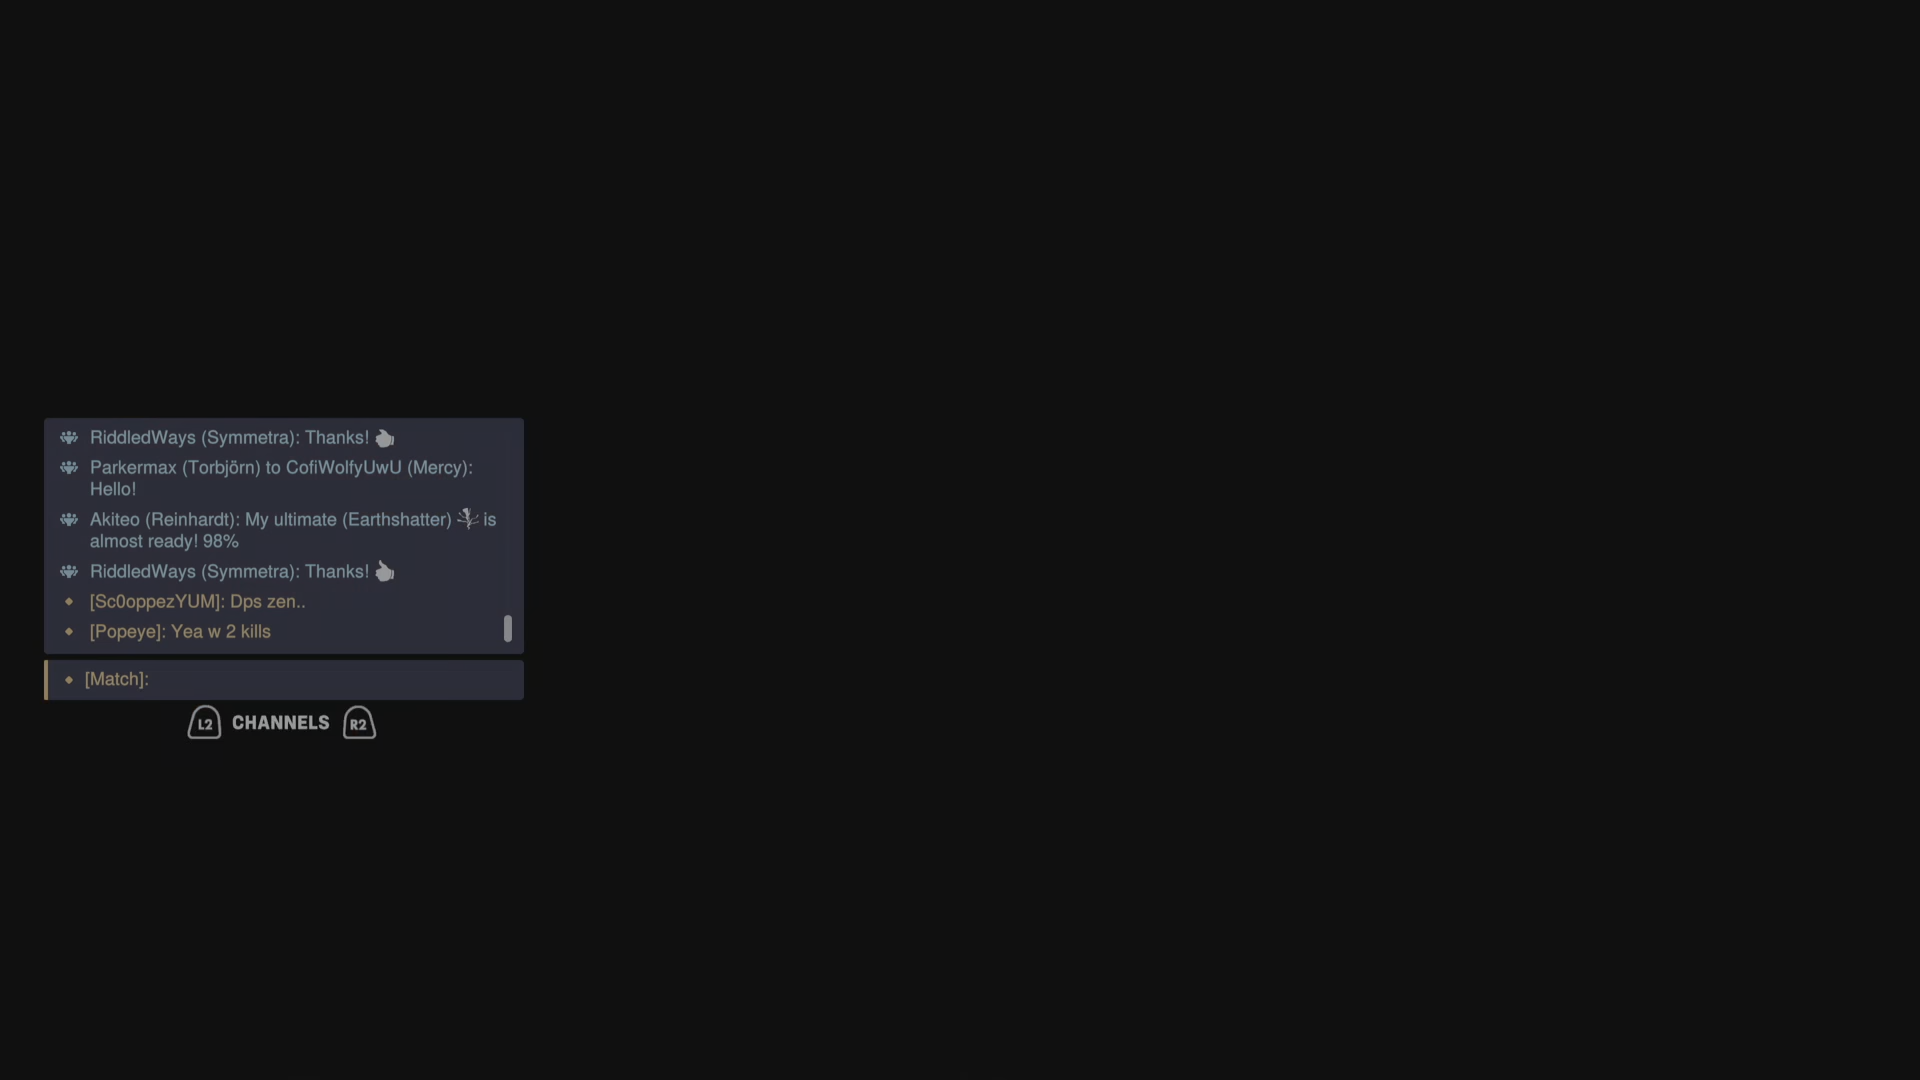 RiddledWays (Symmetra): Thanks!
Parkermax (Torbjörn) to CofiWolfyUwU (Mercy):
Hello!
Akiteo (Reinhardt): My ultimate (Earthshatter) is
almost ready! 98%
RiddledWays (Symmetra): Thanks!
[Sc0oppezYUM]: Dps zen..
[Popeye]: Yea w 2 kills
[Match]:
L2 CHANNELS R2